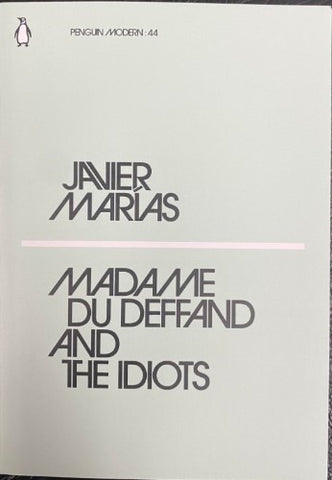 PENGUIN MODERN : 44
JAVIER
MARÍAS
MADAME
DU DEFFAND
AND
THE IDIOTS